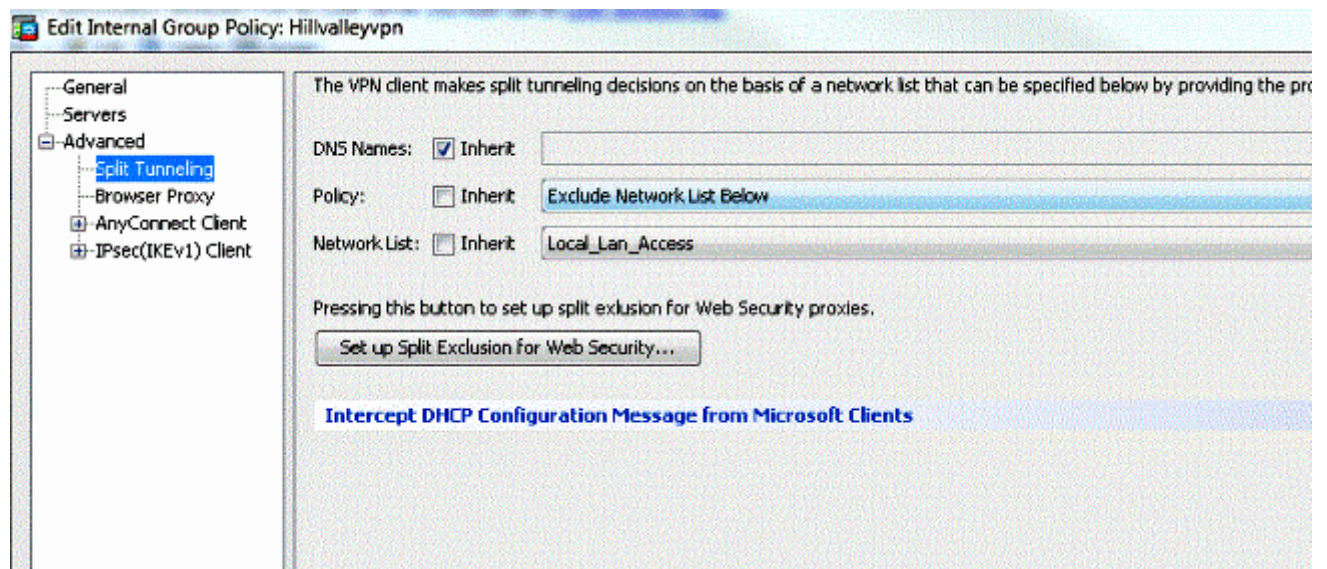 Edit Internal Group Policy: Hillvalleyvpn
General
Servers
Advanced
Split Tunneling
Browser Proxy
AnyConnect Client
IPsec(IKEv1) Client
The VPN client makes split tunneling decisions on the basis of a network list that can be specified below by providing the pro
DNS Names: Inherit
Policy: Inherit Exclude Network List Below
Network List: Inherit Local_Lan_Access
Pressing this button to set up split exlusion for Web Security proxies.
Set up Split Exclusion for Web Security...
Intercept DHCP Configuration Message from Microsoft Clients